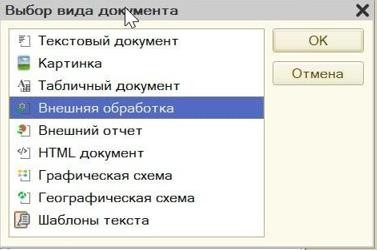 Выбор вида документа
Текстовый документ
OK
Картинка
Отмена
Табличный документ
Внешняя обработка
Внешний отчет
HTML документ
Графическая схема
Географическая схема
Шаблоны текста